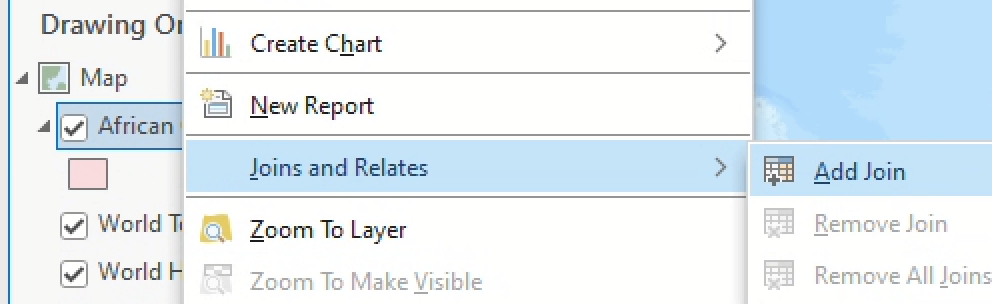 Drawing Or
Map
African
World T
World H
Create Chart
New Report
Joins and Relates
Zoom To Layer
Zoom To Make Visible
Add Join
Remove Join
Remove All Joins